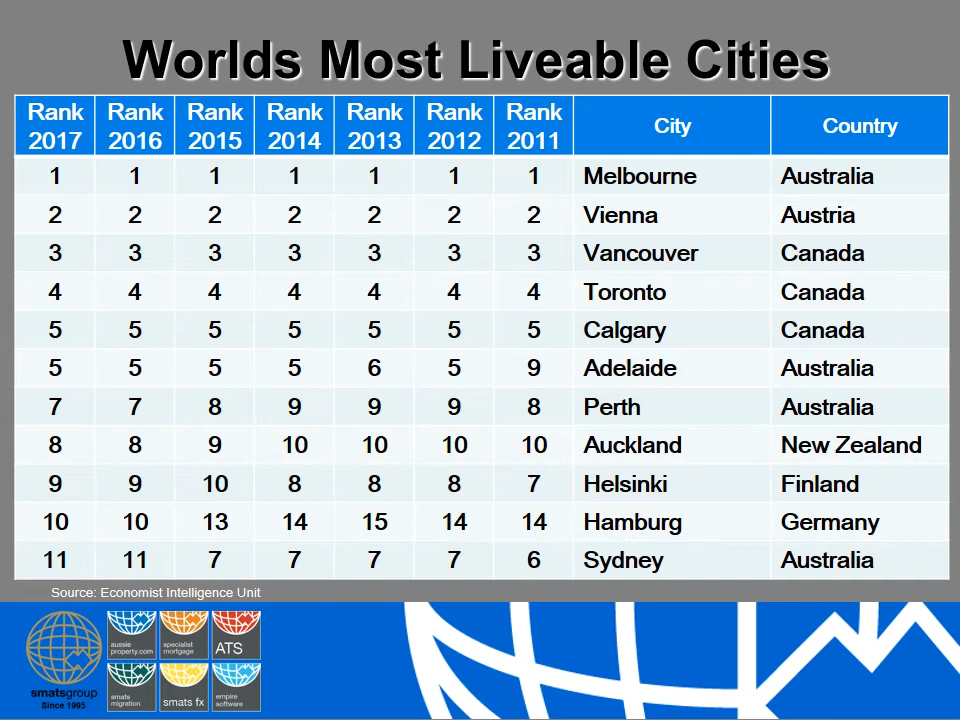 Worlds Most Liveable Cities
Rank 2017 Rank 2016 Rank 2015 Rank 2014 Rank 2013 Rank 2012 Rank 2011 City Country
1 1 1 1 1 1 1 Melbourne Australia
2 2 2 2 2 2 2 Vienna Austria
3 3 3 3 3 3 3 Vancouver Canada
4 4 4 4 4 4 4 Toronto Canada
5 5 5 5 5 5 5 Calgary Canada
5 5 5 5 6 5 9 Adelaide Australia
7 7 8 9 9 9 8 Perth Australia
8 8 9 10 10 10 10 Auckland New Zealand
9 9 10 8 8 8 7 Helsinki Finland
10 10 13 14 15 14 14 Hamburg Germany
11 11 7 7 7 7 6 Sydney Australia
Source: Economist Intelligence Unit
smatsgroup
Since 1995
aussie
property.com
specialist
mortgage
ATS
smats
migration
smats fx
empire
software